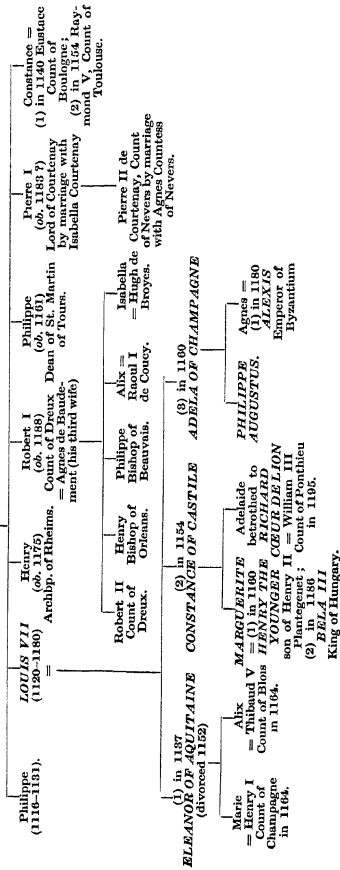 Philippe
(1116–1131).
LOUIS VII
(1120–1180)
=
Henry
(ob. 1175)
Archbp. of Rheims.
Robert I
(ob. 1188)
Count of Dreux
= Agnes de Baude-
ment (his third wife)
Philippe
(ob. 1161)
Dean of St. Martin
of Tours.
Pierre I
(ob. 1183 ?)
Lord of Courtenay
by marriage with
Isabella Courtenay
Constance =
(1) in 1140 Eustace
Count of
Boulogne;
(2) in 1154 Ray-
mond V, Count of
Toulouse.
Robert II
Count of
Dreux.
Henry
Bishop of
Orleans.
Philippe
Bishop of
Beauvais.
Alix =
Raoul I
de Coucy.
Isabella
= Hugh de
Broyes.
Pierre II de
Courtenay, Count
of Nevers by marriage
with Agnes Countess
of Nevers.
(1) in 1137
ELEANOR OF AQUITAINE
(divorced 1152)
(2) in 1154
CONSTANCE OF CASTILE
(3) in 1160
ADELA OF CHAMPAGNE
Marie
= Henry I
Count of
Champagne
in 1164.
Alix
= Thibaud V
Count of Blois
in 1164.
MARGUERITE
= (1) in 1160
HENRY THE
YOUNGER
son of Henry II
Plantegenet;
(2) in 1186
BELA III
King of Hungary.
Adelaide
betrothed to
RICHARD
CŒUR DE LION
= William III
Count of Ponthieu
in 1195.
PHILIPPE
AUGUSTUS.
Agnes =
(1) in 1180
ALEXIS
Emperor of
Byzantium